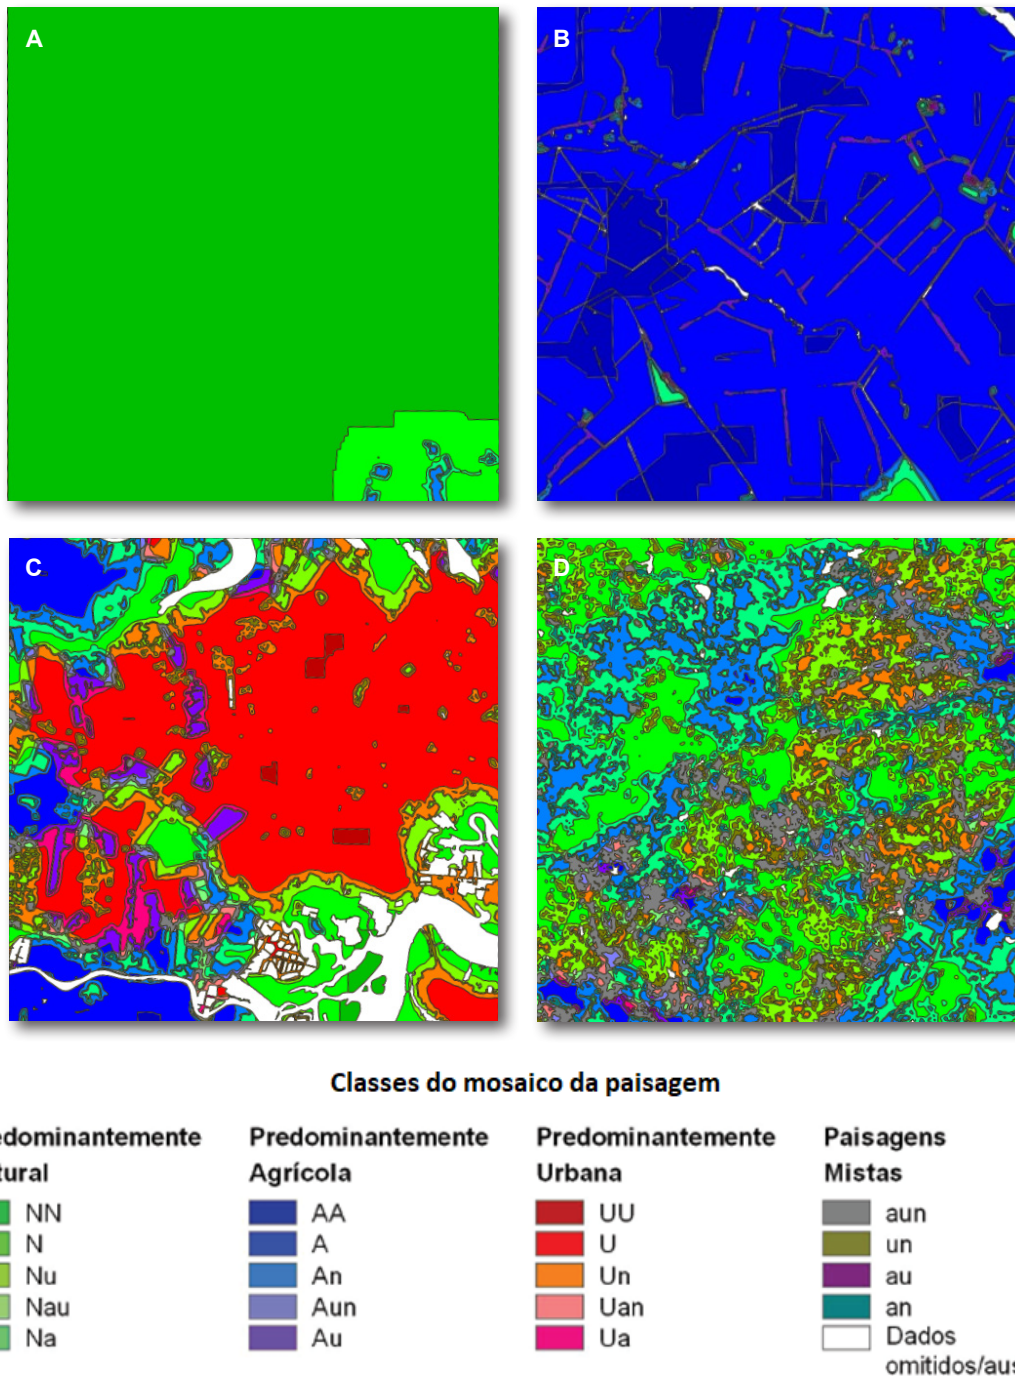 A
B
C
D
Classes do mosaico da paisagem
edominantemente
tural
NN
N
Nu
Nau
Na
Predominantemente
Agrícola
AA
A
An
Aun
Au
Predominantemente
Urbana
UU
U
Un
Uan
Ua
Paisagens
Mistas
aun
un
au
an
Dados
omitidos/aus